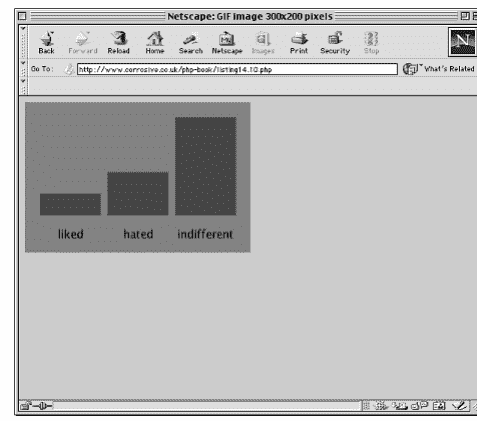 Netscape: GIF image 300x200 pixels
Back Forward Reload Home Search Netscape Images Print Security Stop
N
Go To: http://www.corrosive.co.uk/php-book/listing14.10.php What's Related
liked hated indifferent